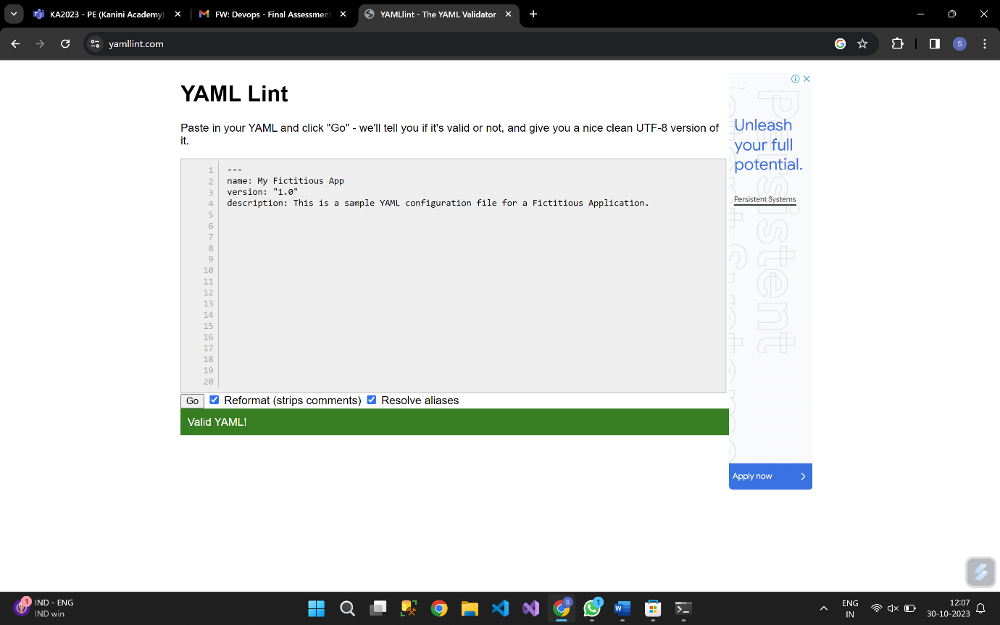 KA2023 - PE (Kanini Academy)
FW: Devops - Final Assessment
YAMLlint - The YAML Validator
yamllint.com
S
YAML Lint
Paste in your YAML and click "Go" - we'll tell you if it's valid or not, and give you a nice clean UTF-8 version of
it.
1 ---
2 name: My Fictitious App
3 version: "1.0"
4 description: This is a sample YAML configuration file for a Fictitious Application.
5
6
7
8
9
10
11
12
13
14
15
16
17
18
19
20
Go Reformat (strips comments) Resolve aliases
Valid YAML!
Persistent Systems
Unleash
your full
potential.
Persistent Systems
Apply now
1
IND - ENG
IND win
S
1
ENG
IN
12:07
30-10-2023